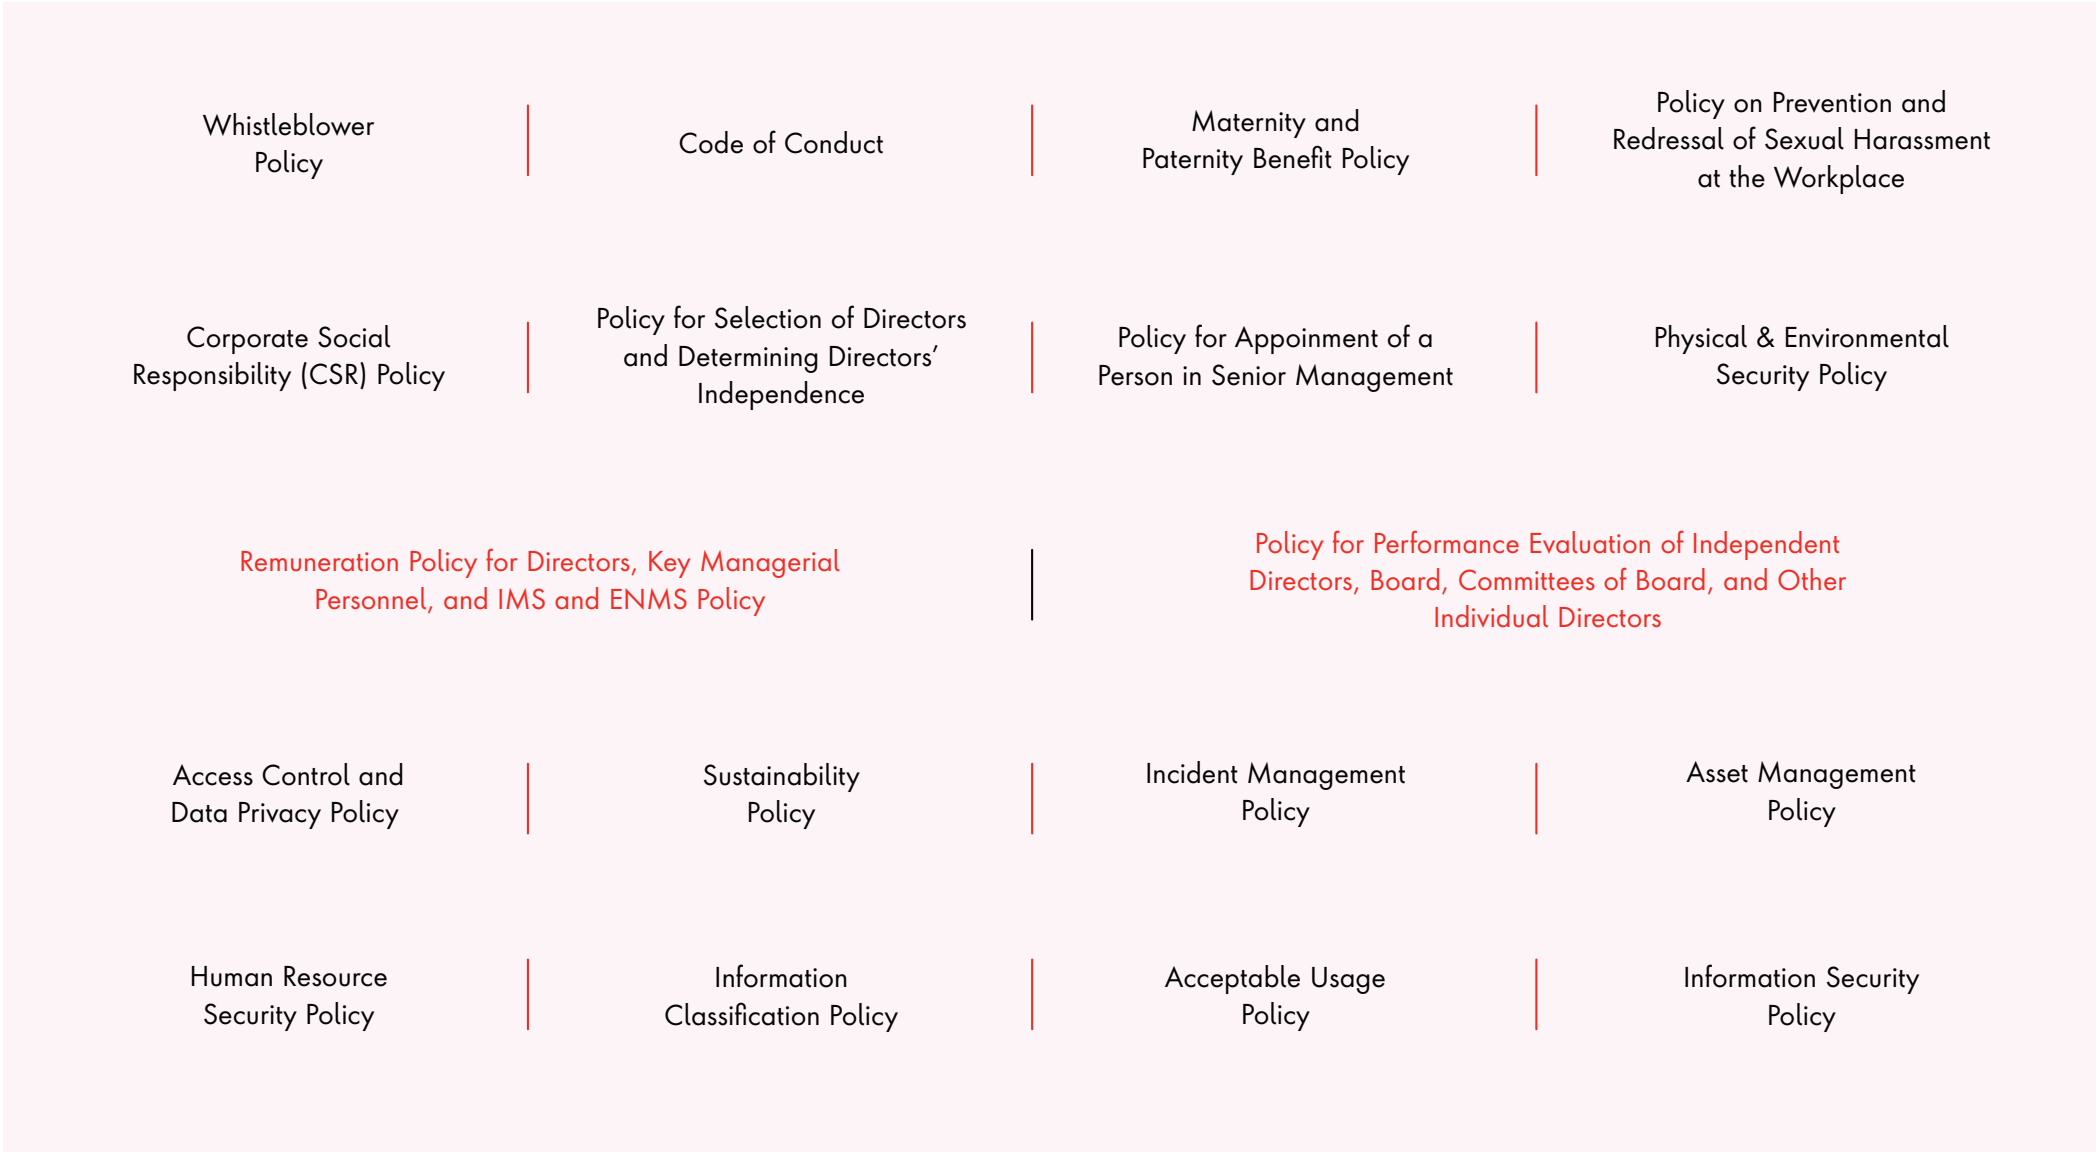 Whistleblower
Policy
Code of Conduct
Maternity and
Paternity Benefit Policy
Policy on Prevention and
Redressal of Sexual Harassment
at the Workplace
Corporate Social
Responsibility (CSR) Policy
Policy for Selection of Directors
and Determining Directors’
Independence
Policy for Appoinment of a
Person in Senior Management
Physical & Environmental
Security Policy
Remuneration Policy for Directors, Key Managerial
Personnel, and IMS and ENMS Policy
Policy for Performance Evaluation of Independent
Directors, Board, Committees of Board, and Other
Individual Directors
Access Control and
Data Privacy Policy
Sustainability
Policy
Incident Management
Policy
Asset Management
Policy
Human Resource
Security Policy
Information
Classification Policy
Acceptable Usage
Policy
Information Security
Policy